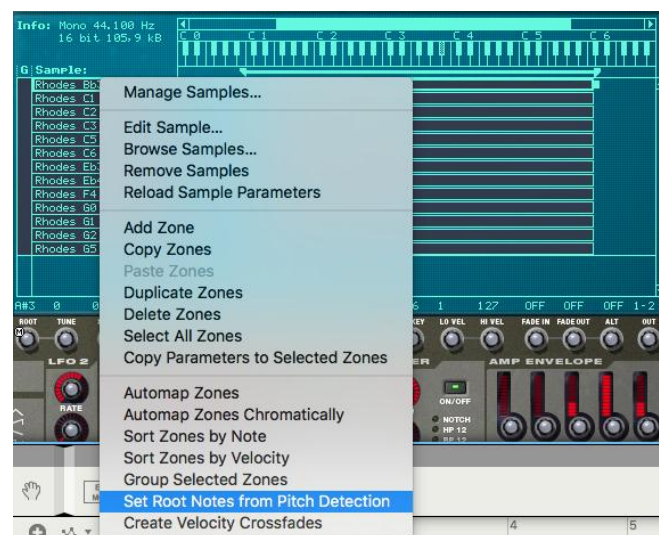 Info: Mono 44.100 Hz
16 bit 105,9 kB
C 0 C 1 C 2 C 3 C 4 C 5 C 6
G Sample:
Rhodes Bb
Rhodes C1
Rhodes C2
Rhodes C3
Rhodes C5
Rhodes C6
Rhodes Eb
Rhodes Eb
Rhodes F4
Rhodes G0
Rhodes G1
Rhodes G2
Rhodes G5
Manage Samples...
Edit Sample...
Browse Samples...
Remove Samples
Reload Sample Parameters
Add Zone
Copy Zones
Paste Zones
Duplicate Zones
Delete Zones
Select All Zones
Copy Parameters to Selected Zones
Automap Zones
Automap Zones Chromatically
Sort Zones by Note
Sort Zones by Velocity
Group Selected Zones
Set Root Notes from Pitch Detection
Create Velocity Crossfades
A#3 0 0 6 1 127 OFF OFF OFF 1-2
ROOT TUNE KEY LO VEL HI VEL FADE IN FADE OUT ALT OUT
LFO 2 ER AMP ENVELOPE
RATE ON/OFF
NOTCH
HP 12
BP 12
E
M
4 5